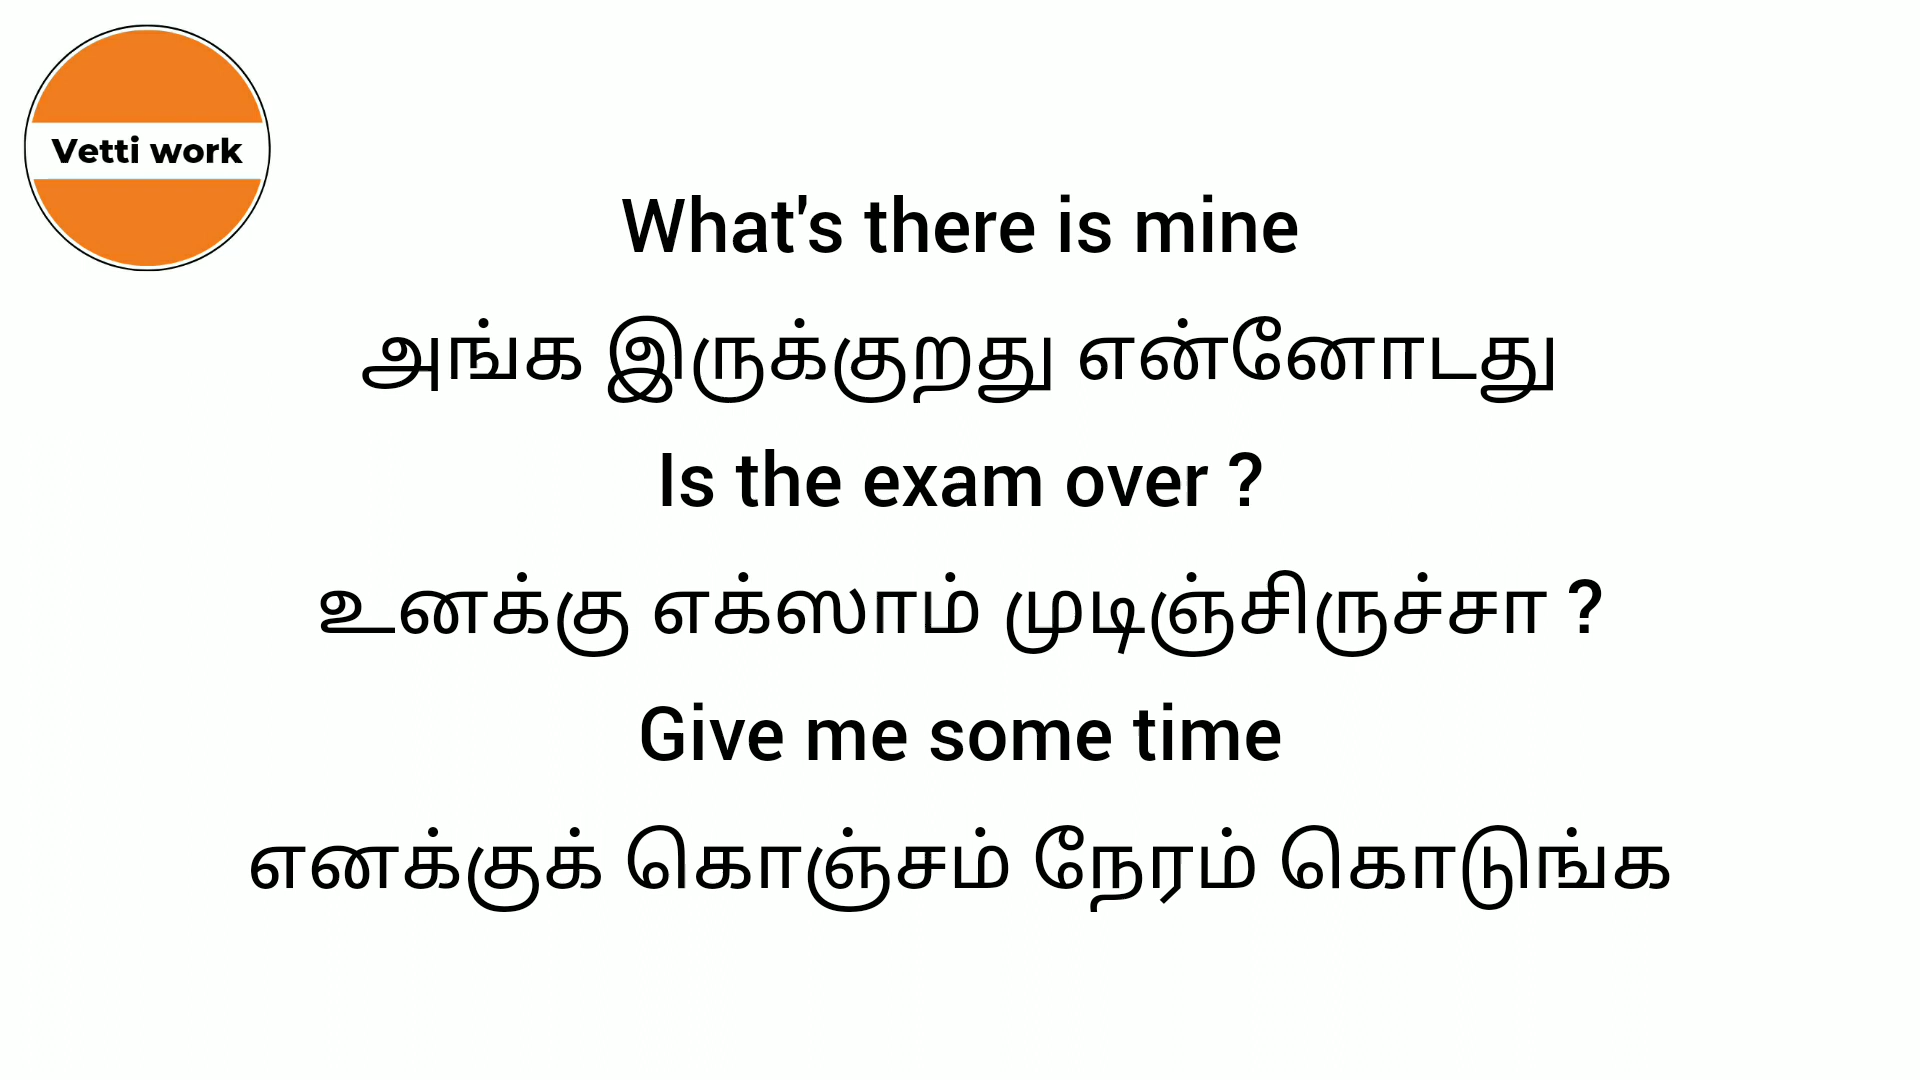 Vetti work
What's there is mine
அங்க இருக்குறது என்னோடது
Is the exam over ?
உனக்கு எக்ஸாம் முடிஞ்சிருச்சா ?
Give me some time
எனக்குக் கொஞ்சம் நேரம் கொடுங்க